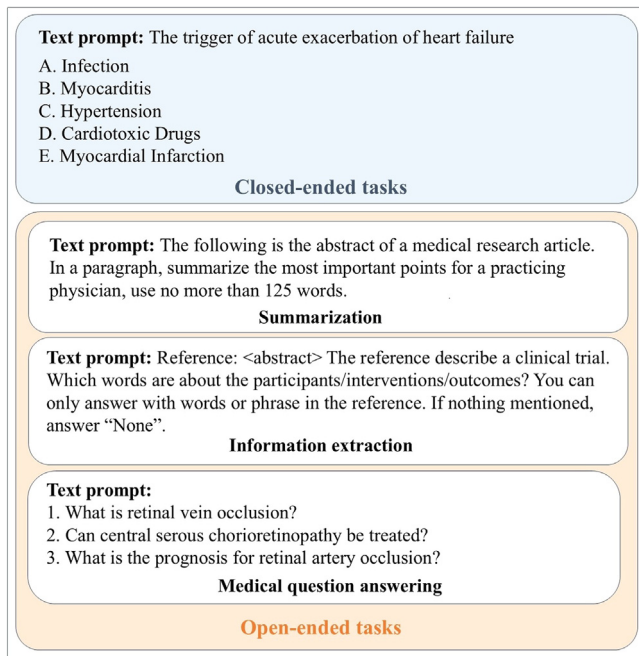 Text prompt: The trigger of acute exacerbation of heart failure
A. Infection
B. Myocarditis
C. Hypertension
D. Cardiotoxic Drugs
E. Myocardial Infarction
Closed-ended tasks
Text prompt: The following is the abstract of a medical research article.
In a paragraph, summarize the most important points for a practicing
physician, use no more than 125 words.
Summarization
Text prompt: Reference: <abstract> The reference describe a clinical trial.
Which words are about the participants/interventions/outcomes? You can
only answer with words or phrase in the reference. If nothing mentioned,
answer “None”.
Information extraction
Text prompt:
1. What is retinal vein occlusion?
2. Can central serous chorioretinopathy be treated?
3. What is the prognosis for retinal artery occlusion?
Medical question answering
Open-ended tasks